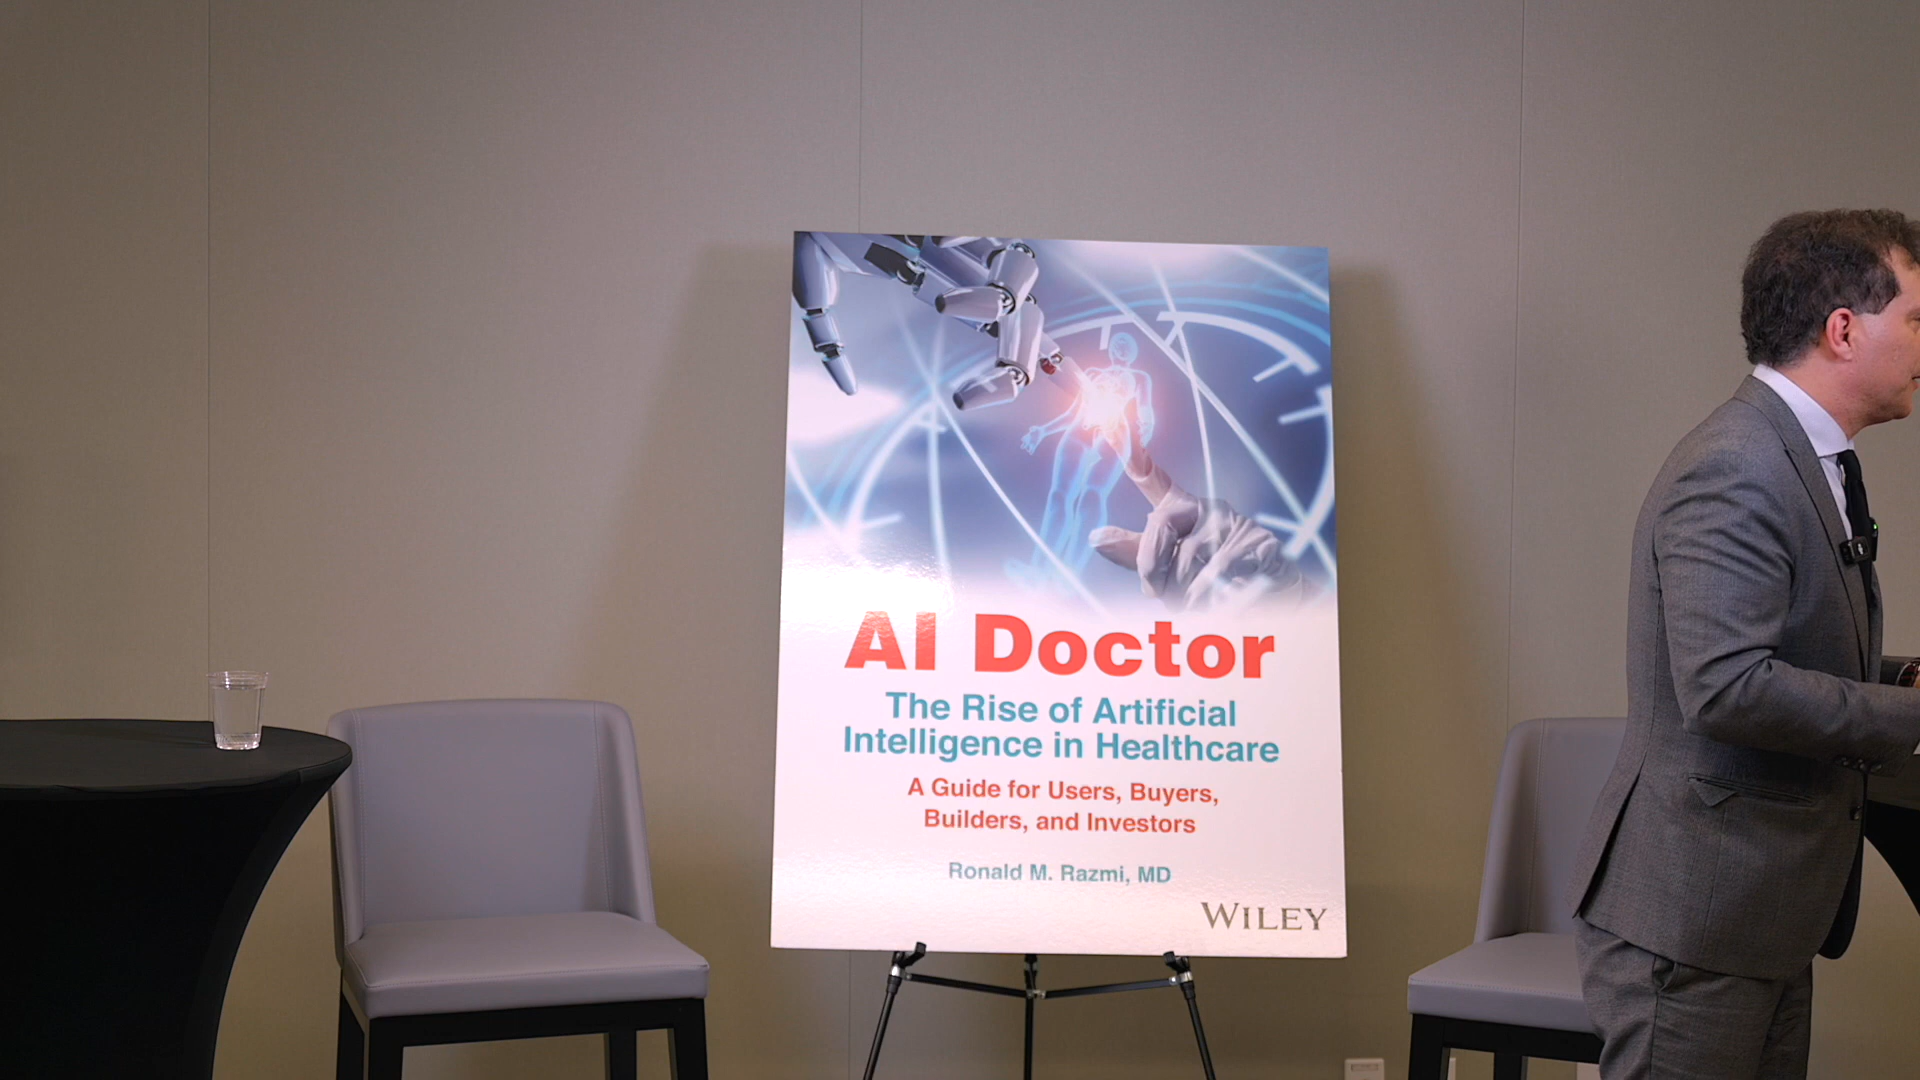 AI Doctor
The Rise of Artificial
Intelligence in Healthcare
A Guide for Users, Buyers,
Builders, and Investors
Ronald M. Razmi, MD
WILEY